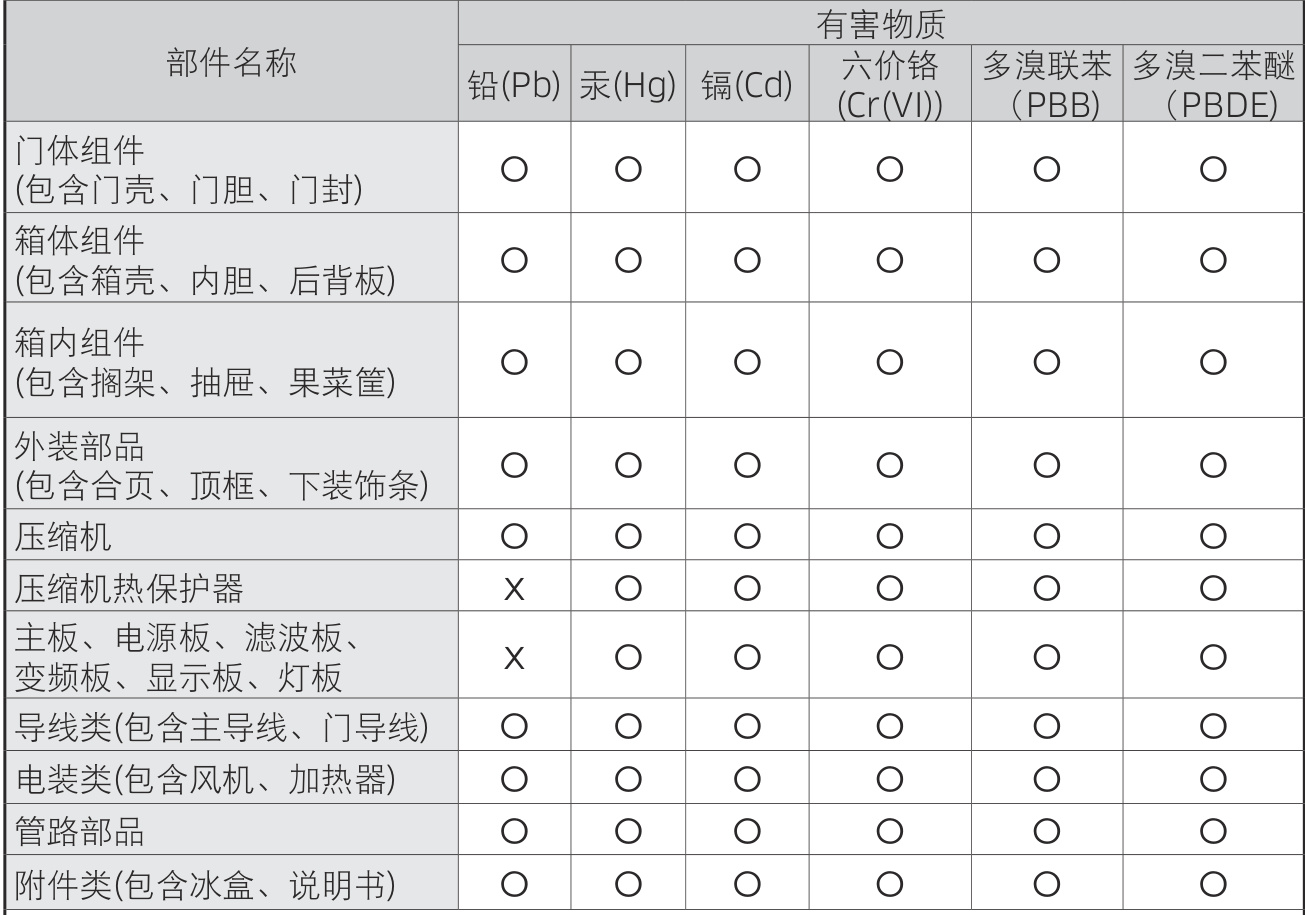 部件名称 有害物质
铅(Pb) 汞(Hg) 镉(Cd) 六价铬(Cr(VI)) 多溴联苯（PBB) 多溴二苯醚（PBDE)
门体组件
(包含门壳、门胆、门封) ○ ○ ○ ○ ○ ○
箱体组件
(包含箱壳、内胆、后背板) ○ ○ ○ ○ ○ ○
箱内组件
(包含搁架、抽屉、果菜筐) ○ ○ ○ ○ ○ ○
外装部品
(包含合页、顶框、下装饰条) ○ ○ ○ ○ ○ ○
压缩机 ○ ○ ○ ○ ○ ○
压缩机热保护器 X ○ ○ ○ ○ ○
主板、电源板、滤波板、
变频板、显示板、灯板 X ○ ○ ○ ○ ○
导线类(包含主导线、门导线) ○ ○ ○ ○ ○ ○
电装类(包含风机、加热器) ○ ○ ○ ○ ○ ○
管路部品 ○ ○ ○ ○ ○ ○
附件类(包含冰盒、说明书) ○ ○ ○ ○ ○ ○